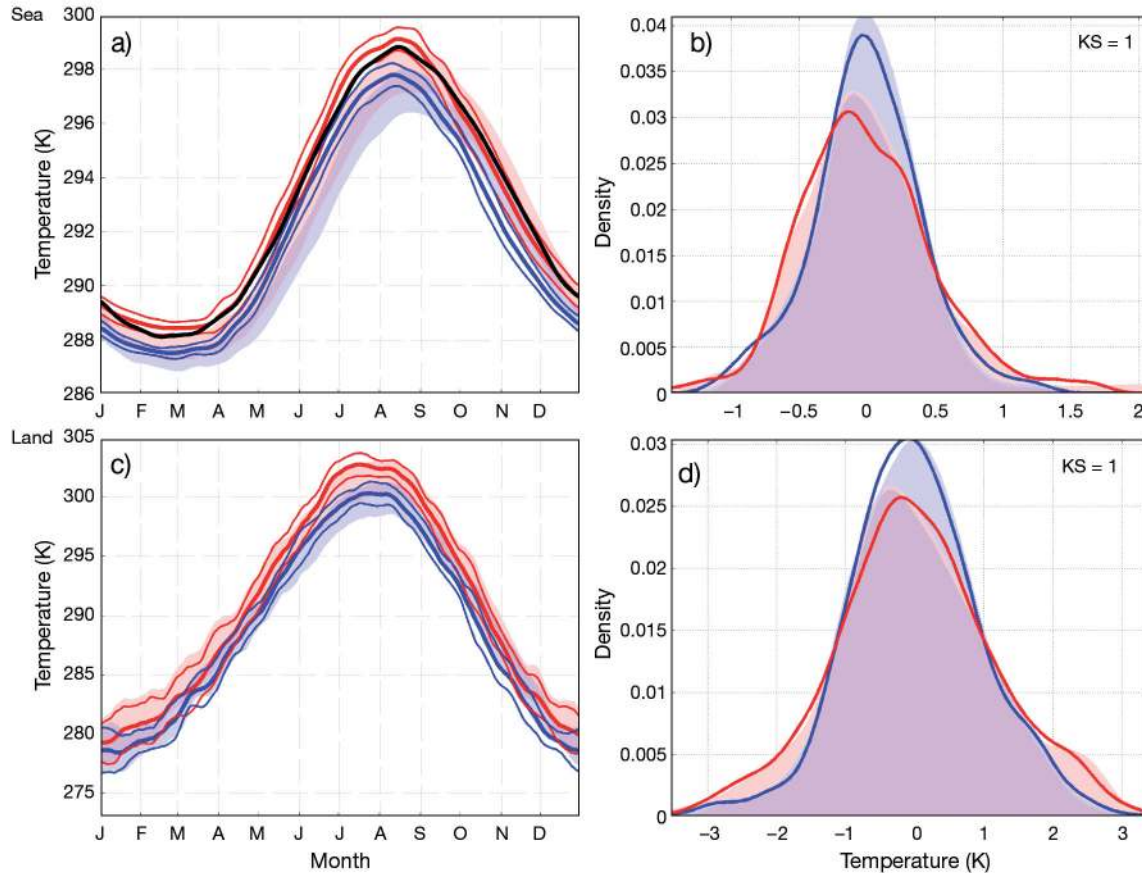 Sea
a)
Temperature (K)
300
298
296
294
292
290
288
286
J F M A M J J A S O N D
b)
KS = 1
Density
0.04
0.035
0.03
0.025
0.02
0.015
0.01
0.005
0
−1 −0.5 0 0.5 1 1.5 2
Land
c)
Temperature (K)
305
300
295
290
285
280
275
J F M A M J J A S O N D
Month
d)
KS = 1
Density
0.03
0.025
0.02
0.015
0.01
0.005
0
−3 −2 −1 0 1 2 3
Temperature (K)